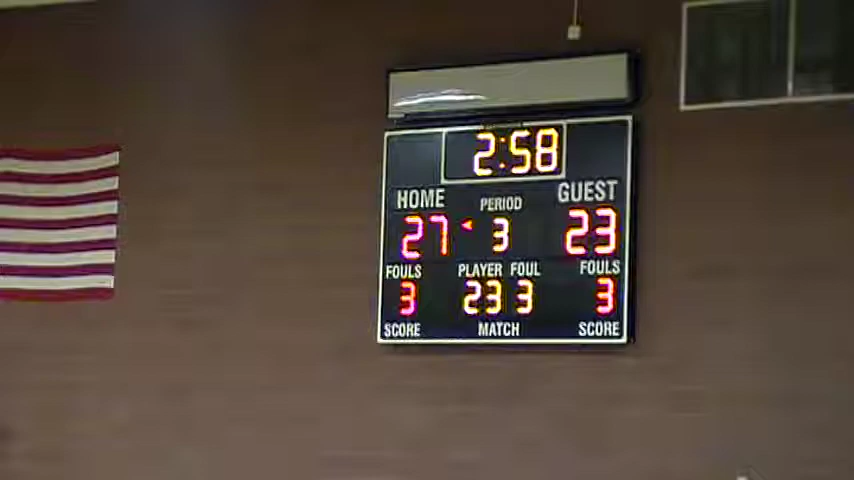 2:58
HOME PERIOD GUEST
27 3 23
FOULS PLAYER FOUL FOULS
3 23 3 3
SCORE MATCH SCORE